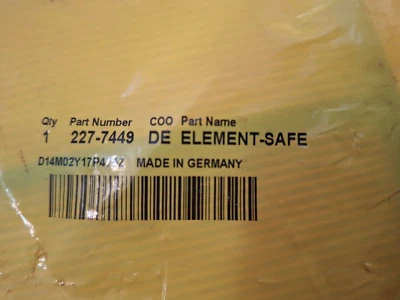 Qty Part Number COO Part Name
1 227-7449 DE ELEMENT-SAFE
MADE IN GERMANY